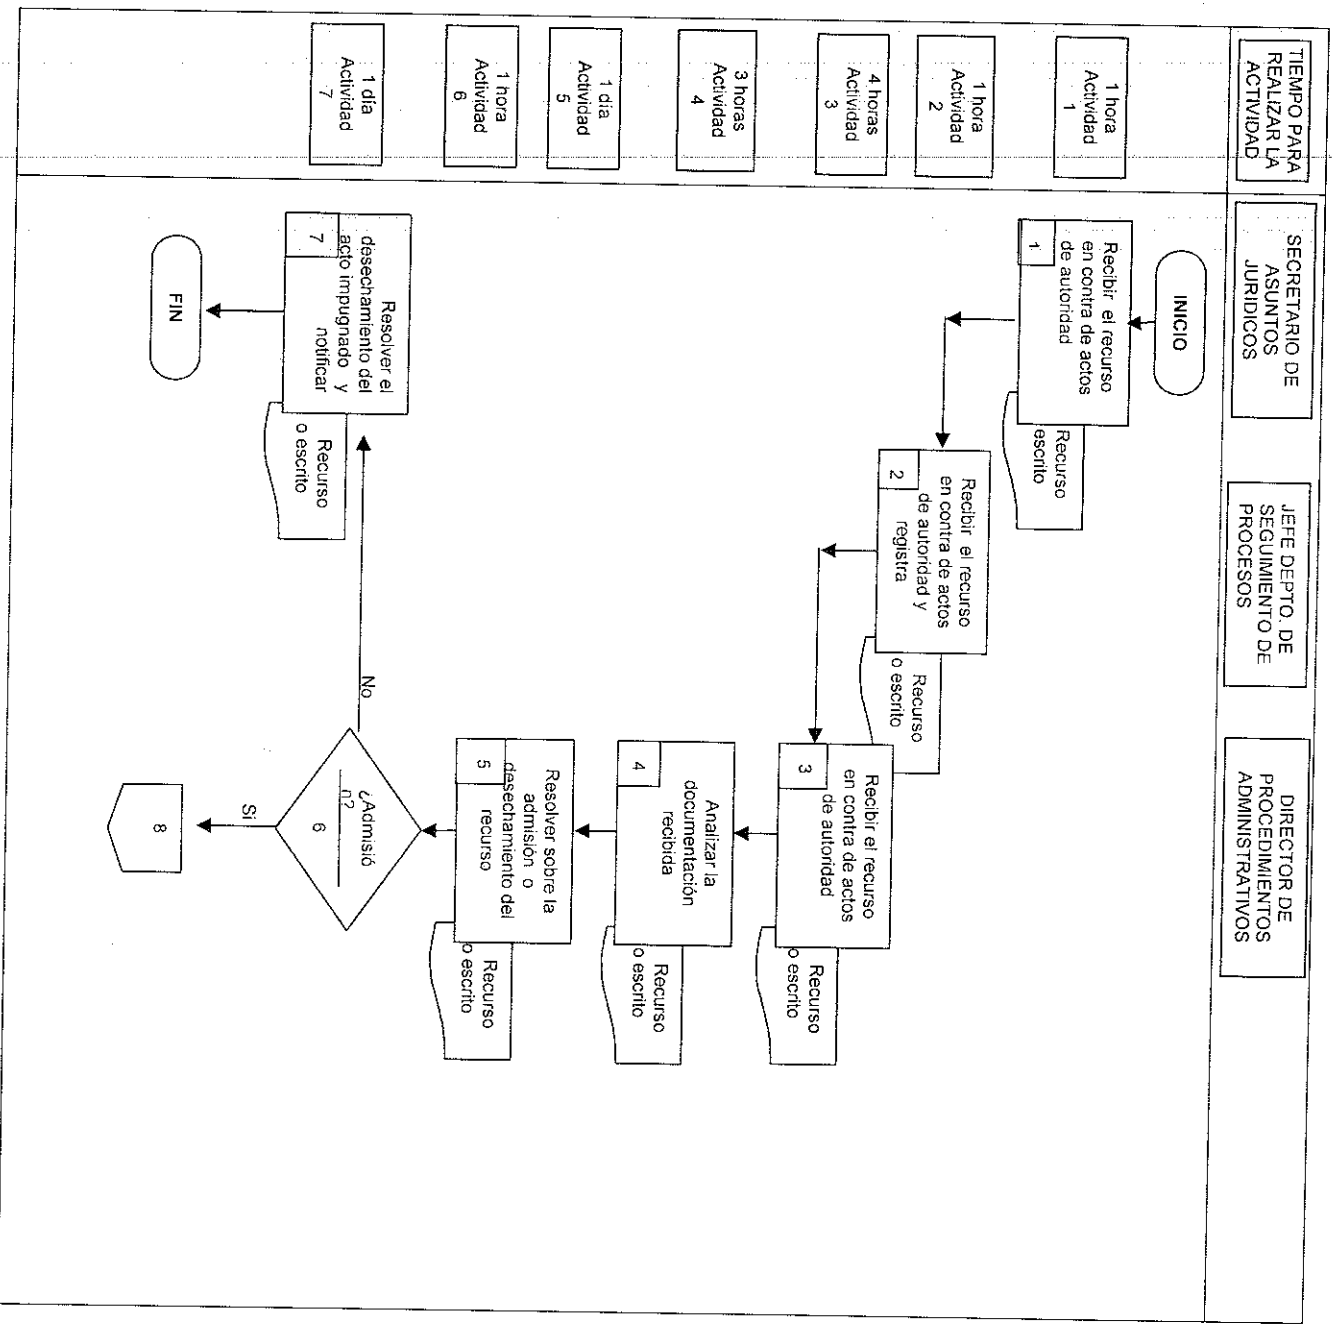 TIEMPO PARA
REALIZAR LA
ACTIVIDAD
SECRETARIO DE
ASUNTOS
JURIDICOS
JEFE DEPTO. DE
SEGUIMIENTO DE
PROCESOS
DIRECTOR DE
PROCEDIMIENTOS
ADMINISTRATIVOS
INICIO
1 hora
Actividad
1
Recibir el recurso
en contra de actos
de autoridad
1
Recurso
o escrito
1 hora
Actividad
2
Recibir el recurso
en contra de actos
de autoridad y
registra
2
Recurso
o escrito
4 horas
Actividad
3
Recibir el recurso
en contra de actos
de autoridad
3
Recurso
o escrito
3 horas
Actividad
4
Analizar la
documentación
recibida
4
Recurso
o escrito
1 día
Actividad
5
Resolver sobre la
admisión o
desechamiento del
recurso
5
Recurso
o escrito
1 hora
Actividad
6
¿Admisió
n?
6
No
Si
1 día
Actividad
7
Resolver el
desechamiento del
acto impugnado y
notificar
7
Recurso
o escrito
FIN
8